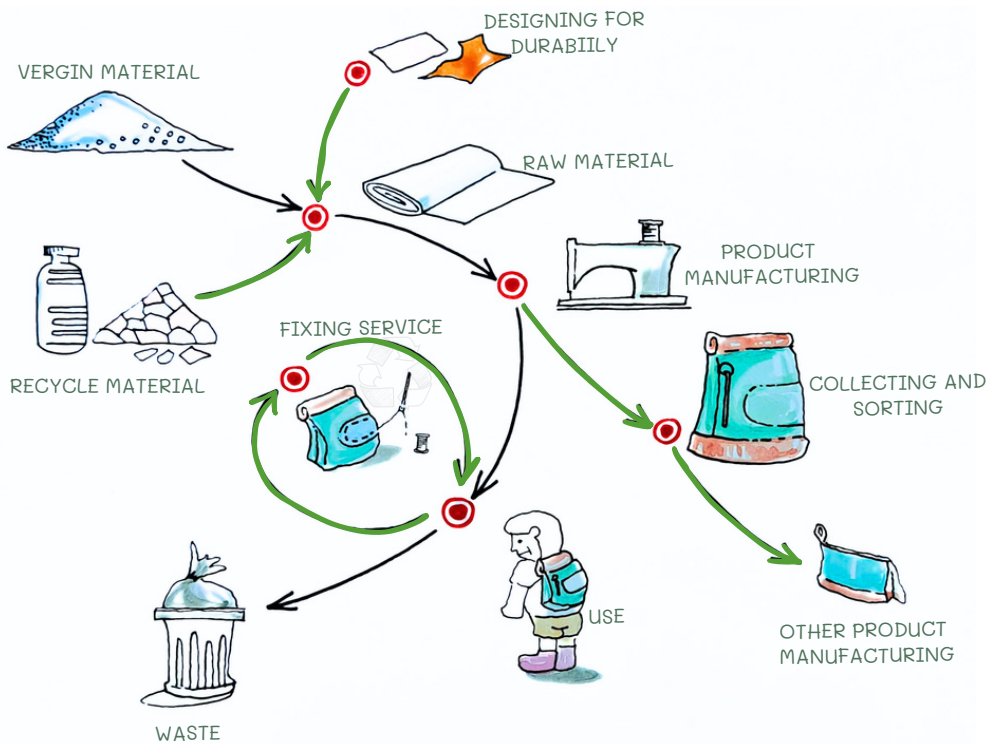 DESIGNING FOR
DURABIILY
VERGIN MATERIAL
RAW MATERIAL
PRODUCT
MANUFACTURING
FIXING SERVICE
RECYCLE MATERIAL
COLLECTING AND
SORTING
USE
OTHER PRODUCT
MANUFACTURING
WASTE